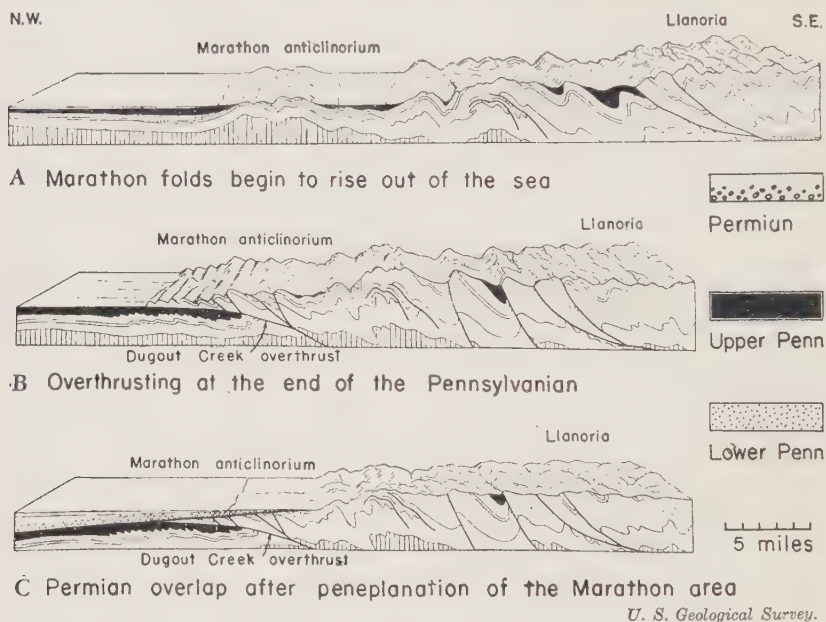 N.W.
Llanoria S.E.
Marathon anticlinorium
A Marathon folds begin to rise out of the sea
Permian
Marathon anticlinorium
Llanoria
Dugout Creek overthrust
Upper Penn
B Overthrusting at the end of the Pennsylvanian
Llanoria
Lower Penn
Marathon anticlinorium
5 miles
Dugout Creek overthrust
C Permian overlap after peneplanation of the Marathon area
U. S. Geological Survey.